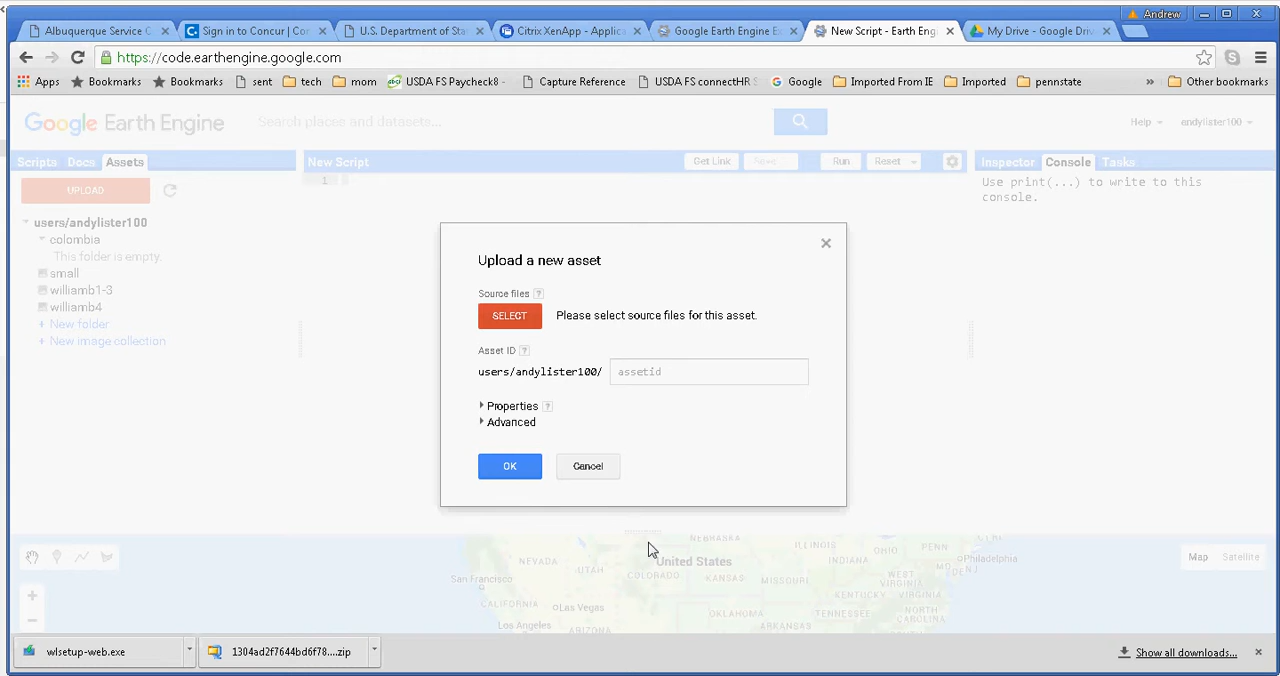 Andrew
Albuquerque Service C
Sign in to Concur | Con
U.S. Department of Sta
Citrix XenApp - Applica
Google Earth Engine E
New Script - Earth Eng
My Drive - Google Driv
https://code.earthengine.google.com
Apps
Bookmarks
Bookmarks
sent
tech
mom
USDA FS Paycheck8 -
Capture Reference
USDA FS connectHR S
Google
Imported From IE
Imported
pennstate
»
Other bookmarks
Google Earth Engine
Search places and datasets...
Help
andylister100
Scripts
Docs
Assets
New Script
Get Link
Save
Run
Reset
Inspector
Console
Tasks
UPLOAD
1
Use print(...) to write to this
console.
users/andylister100
colombia
This folder is empty.
small
williamb1-3
williamb4
+ New folder
+ New image collection
Upload a new asset
Source files ?
SELECT
Please select source files for this asset.
Asset ID ?
users/andylister100/
assetid
Properties ?
Advanced
OK
Cancel
San Francisco
NEVADA
UTAH
CALIFORNIA
Las Vegas
Los Angeles
NEBRASKA
United States
COLORADO
KANSAS
MISSOURI
OKLAHOMA
ARKANSAS
ILLINOIS
INDIANA
OHIO
PENN
Philadelphia
WEST
VIRGINIA
KENTUCKY
VIRGINIA
TENNESSEE
NORTH
CAROLINA
Map
Satellite
+
−
wlsetup-web.exe
1304ad2f7644bd6f78....zip
Show all downloads...